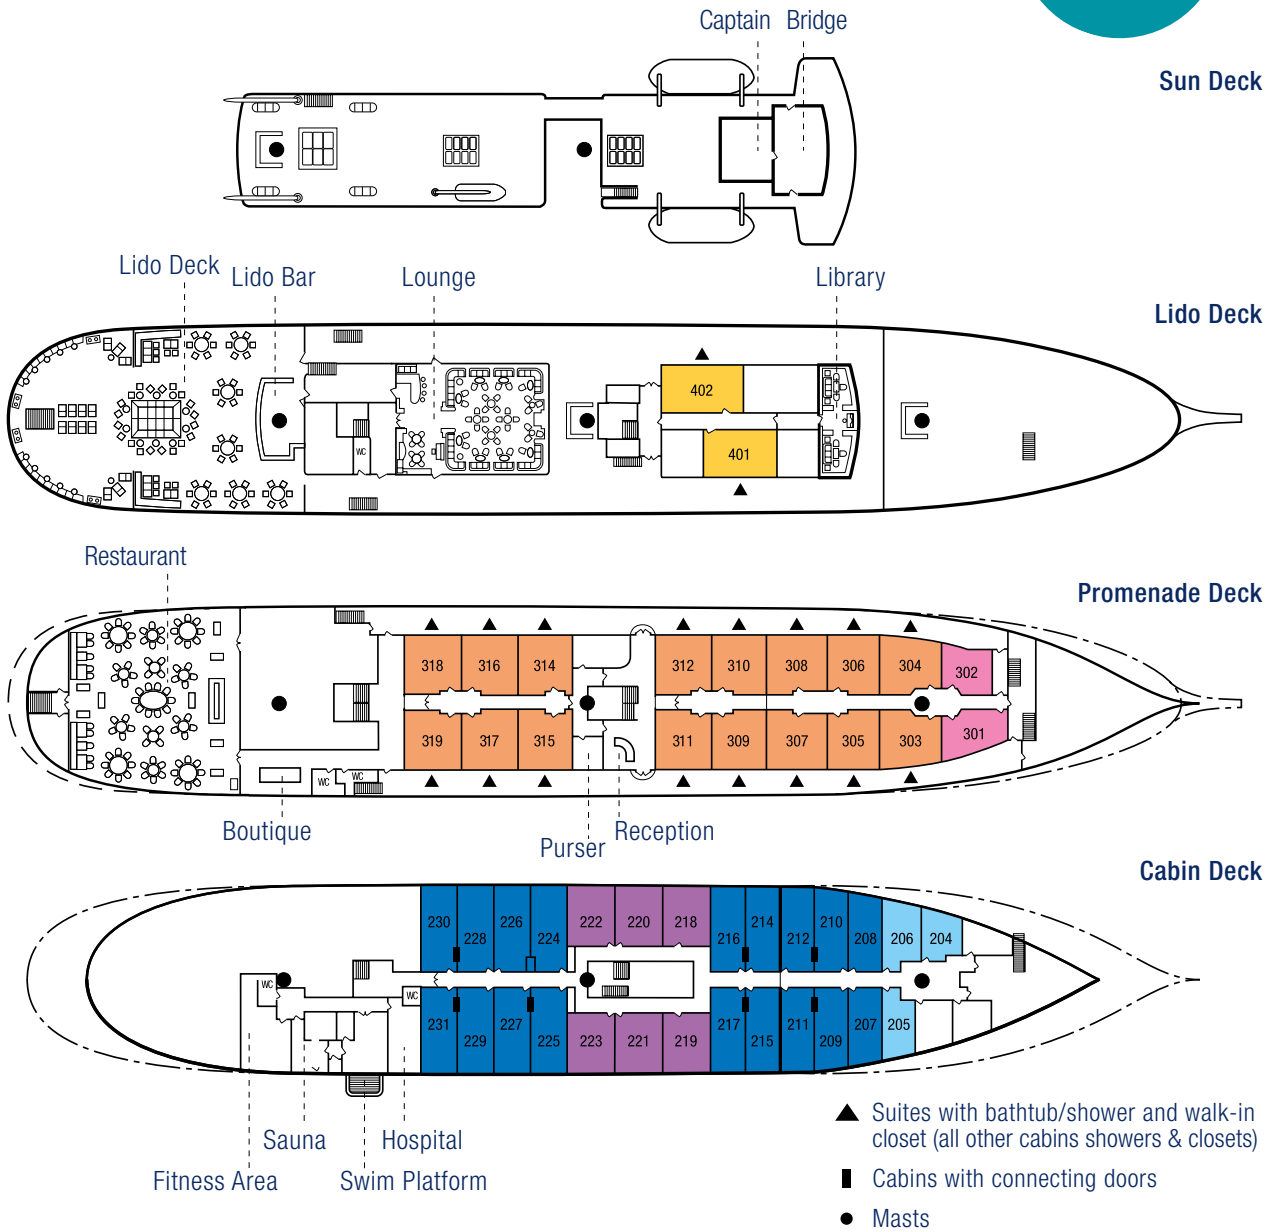 Captain Bridge
Sun Deck
Lido Deck Lido Bar Lounge Library
Lido Deck
402
WC
401
Restaurant
Promenade Deck
318 316 314 312 310 308 306 304 302
319 317 315 311 309 307 305 303 301
WC WC
Boutique Purser Reception
Cabin Deck
230 228 226 224 222 220 218 216 214 212 210 208 206 204
WC WC
231 229 227 225 223 221 219 217 215 211 209 207 205
Sauna Hospital
Fitness Area Swim Platform
Suites with bathtub/shower and walk-in
closet (all other cabins showers & closets)
Cabins with connecting doors
Masts